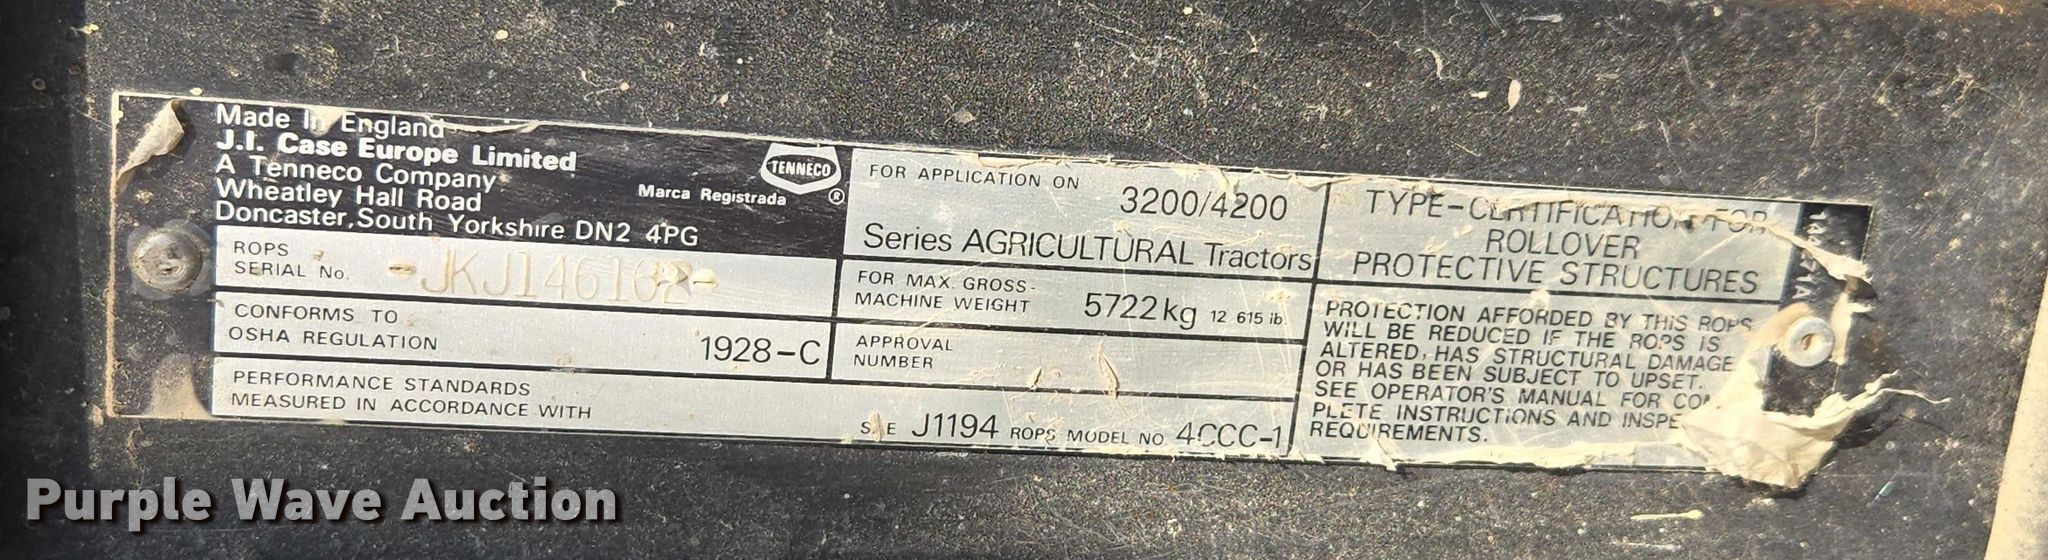 Made In England
J.I. Case Europe Limited
A Tenneco Company
Wheatley Hall Road
Doncaster, South Yorkshire DN2 4PG
TENNECO
Marca Registrada ®
ROPS
SERIAL No. -JKJ146162-
CONFORMS TO
OSHA REGULATION 1928-C
PERFORMANCE STANDARDS
MEASURED IN ACCORDANCE WITH
SAE J1194 ROPS MODEL NO. 4CCC-1
FOR APPLICATION ON
3200/4200
Series AGRICULTURAL Tractors
FOR MAX. GROSS-
MACHINE WEIGHT 5722 kg 12 615 lb
APPROVAL
NUMBER
TYPE-CERTIFICATION FOR
ROLLOVER
PROTECTIVE STRUCTURES
PROTECTION AFFORDED BY THIS ROPS
WILL BE REDUCED IF THE ROPS IS
ALTERED, HAS STRUCTURAL DAMAGE
OR HAS BEEN SUBJECT TO UPSET.
SEE OPERATOR'S MANUAL FOR COM
PLETE INSTRUCTIONS AND INSPE
REQUIREMENTS.
Purple Wave Auction